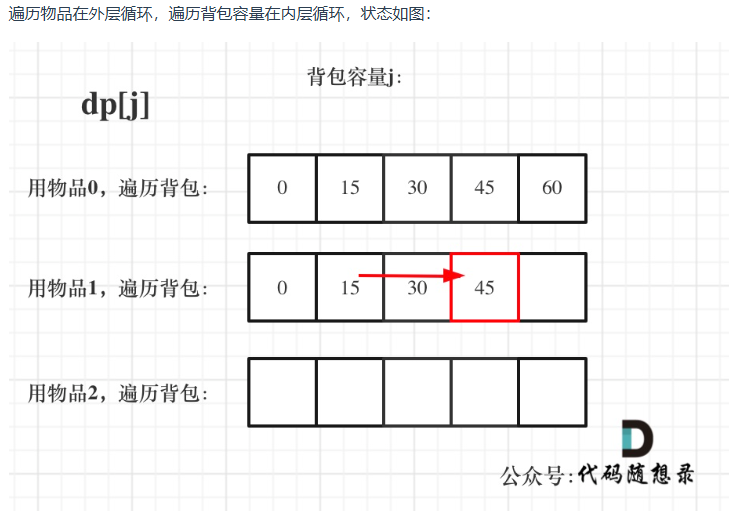 遍历物品在外层循环，遍历背包容量在内层循环，状态如图：
背包容量j：
dp[j]
用物品0，遍历背包： 0 15 30 45 60
用物品1，遍历背包： 0 15 30 45
用物品2，遍历背包：
D
公众号：代码随想录